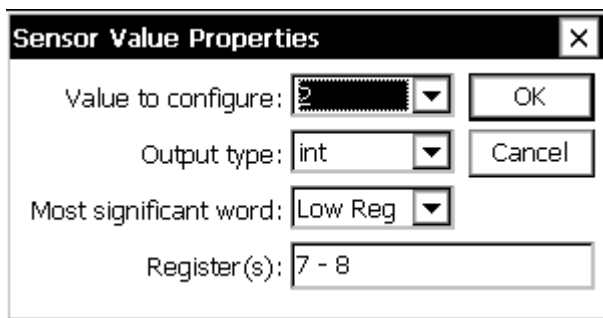 Sensor Value Properties
Value to configure: 2 OK
Output type: int Cancel
Most significant word: Low Reg
Register(s): 7 - 8